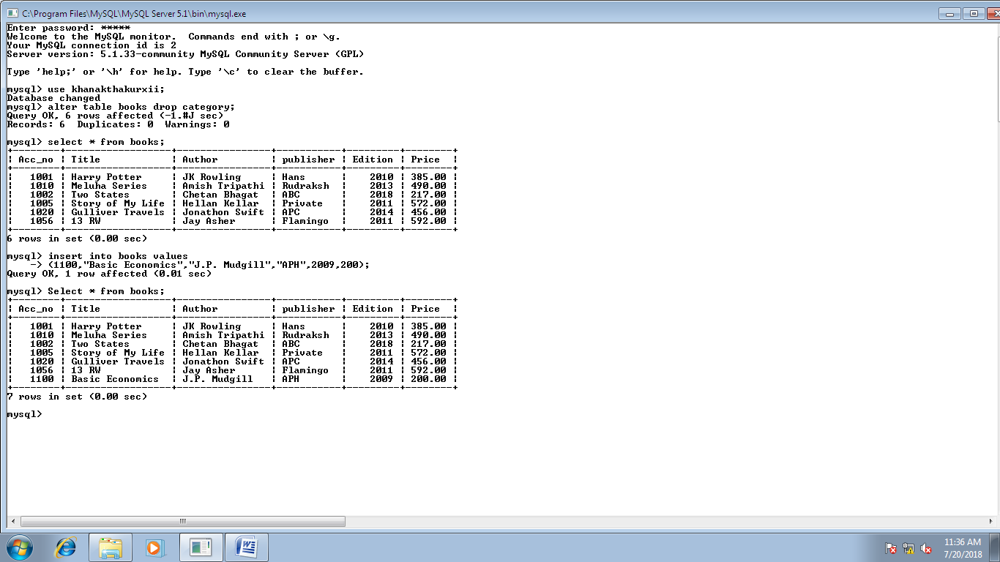 C:\Program Files\MySQL\MySQL Server 5.1\bin\mysql.exe
Enter password: *****
Welcome to the MySQL monitor.  Commands end with ; or \g.
Your MySQL connection id is 2
Server version: 5.1.33-community MySQL Community Server (GPL)

Type 'help;' or '\h' for help. Type '\c' to clear the buffer.

mysql> use khanakthakurxii;
Database changed
mysql> alter table books drop category;
Query OK, 6 rows affected (-1.#J sec)
Records: 6  Duplicates: 0  Warnings: 0

mysql> select * from books;
+--------+------------------+----------------+-----------+---------+--------+
| Acc_no | Title            | Author         | publisher | Edition | Price  |
+--------+------------------+----------------+-----------+---------+--------+
|   1001 | Harry Potter     | JK Rowling     | Hans      |    2010 | 385.00 |
|   1010 | Meluha Series    | Amish Tripathi | Rudraksh  |    2013 | 490.00 |
|   1002 | Two States       | Chetan Bhagat  | ABC       |    2018 | 217.00 |
|   1005 | Story of My Life | Hellan Kellar  | Private   |    2011 | 572.00 |
|   1020 | Gulliver Travels | Jonathon Swift | APC       |    2014 | 456.00 |
|   1056 | 13 RW            | Jay Asher      | Flamingo  |    2011 | 592.00 |
+--------+------------------+----------------+-----------+---------+--------+
6 rows in set (0.00 sec)

mysql> insert into books values
    -> (1100,"Basic Economics","J.P. Mudgill","APH",2009,200);
Query OK, 1 row affected (0.01 sec)

mysql> Select * from books;
+--------+------------------+----------------+-----------+---------+--------+
| Acc_no | Title            | Author         | publisher | Edition | Price  |
+--------+------------------+----------------+-----------+---------+--------+
|   1001 | Harry Potter     | JK Rowling     | Hans      |    2010 | 385.00 |
|   1010 | Meluha Series    | Amish Tripathi | Rudraksh  |    2013 | 490.00 |
|   1002 | Two States       | Chetan Bhagat  | ABC       |    2018 | 217.00 |
|   1005 | Story of My Life | Hellan Kellar  | Private   |    2011 | 572.00 |
|   1020 | Gulliver Travels | Jonathon Swift | APC       |    2014 | 456.00 |
|   1056 | 13 RW            | Jay Asher      | Flamingo  |    2011 | 592.00 |
|   1100 | Basic Economics  | J.P. Mudgill   | APH       |    2009 | 200.00 |
+--------+------------------+----------------+-----------+---------+--------+
7 rows in set (0.00 sec)

mysql>
11:36 AM
7/20/2018